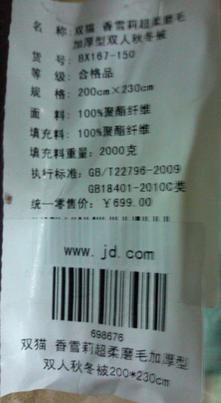 名  称：双猫 香雪莉超柔磨毛
加厚型双人秋冬被
货  号：BX167-150
等  级：合格品
规  格：200cm×230cm
面  料：100%聚酯纤维
填充料：100%聚酯纤维
填充料重量：2000克
执行标准：GB/T22796-2009
GB18401-2010C类
统一零售价：￥699.00
www.jd.com
698676
双猫 香雪莉超柔磨毛加厚型
双人秋冬被200*230cm